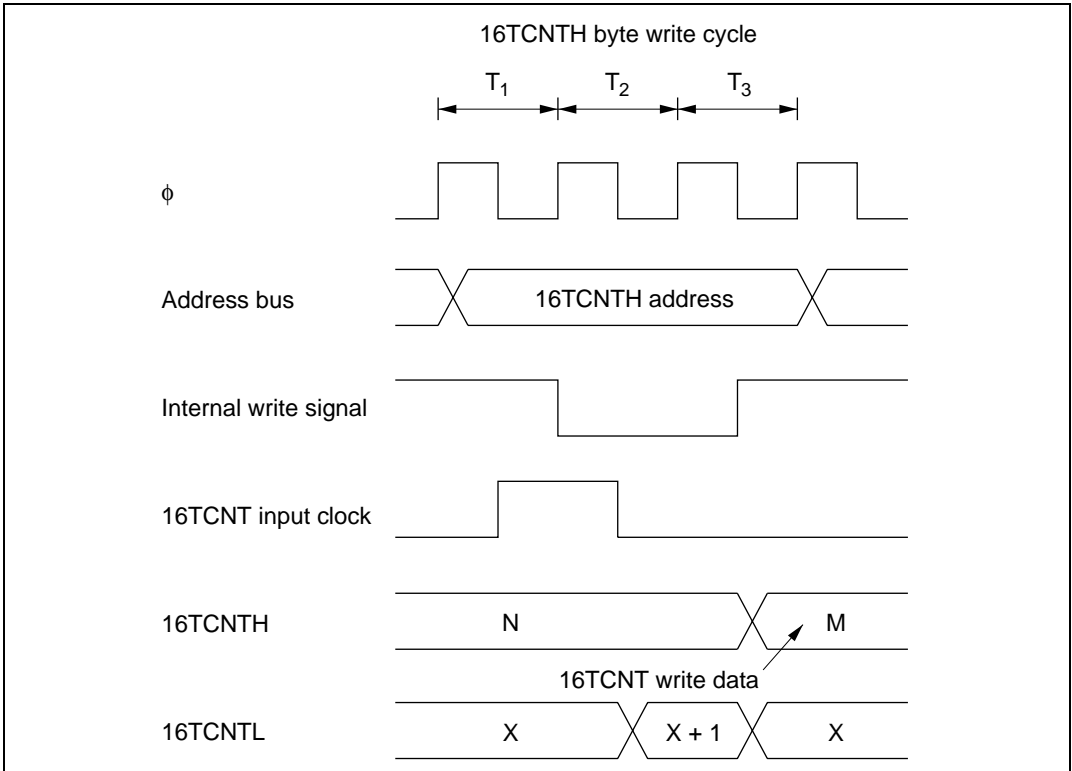 16TCNTH byte write cycle
T1 T2 T3
φ
Address bus 16TCNTH address
Internal write signal
16TCNT input clock
16TCNTH N M
16TCNT write data
16TCNTL X X + 1 X